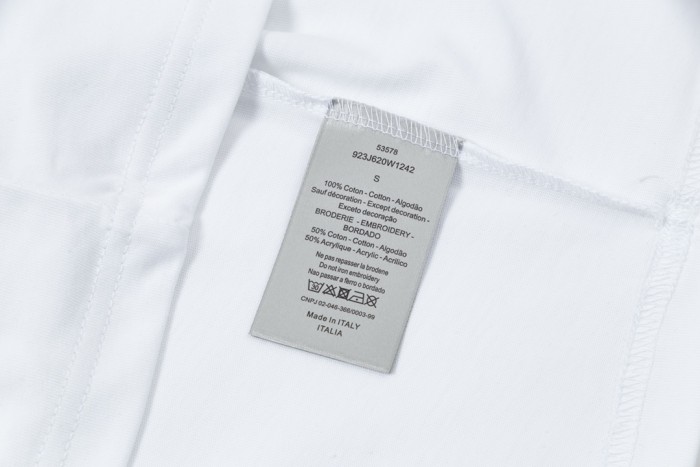 53578
923J620W1242
S
100% Coton - Cotton - Algodão
Sauf décoration - Except decoration -
Exceto decoração
BRODERIE - EMBROIDERY -
BORDADO
50% Coton - Cotton - Algodão
50% Acrylique - Acrylic - Acrílico
Ne pas repasser la brodene
Do not iron embroidery
Nao passar a ferro o bordado
CNPJ 02-046-366/0003-99
Made In ITALY
ITALIA